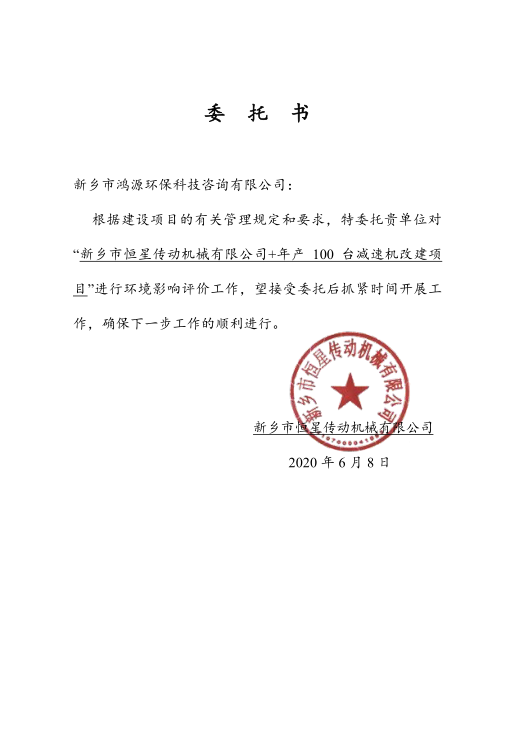 委 托 书
新乡市鸿源环保科技咨询有限公司：
根据建设项目的有关管理规定和要求，特委托贵单位对
“新乡市恒星传动机械有限公司+年产 100 台减速机改建项
目”进行环境影响评价工作，望接受委托后抓紧时间开展工
作，确保下一步工作的顺利进行。
新乡市恒星传动机械有限公司
新乡市恒星传动机械有限公司
2020 年 6 月 8 日